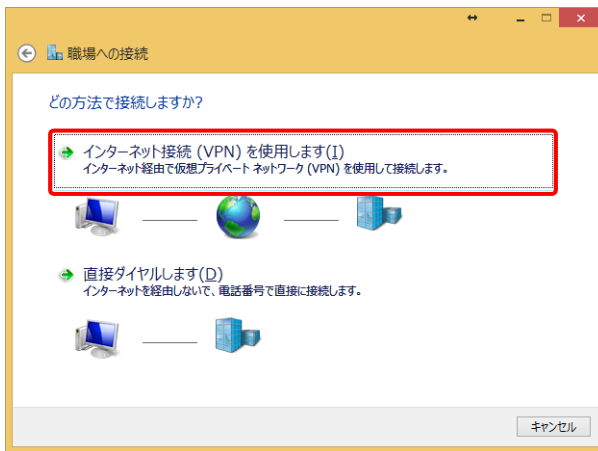 職場への接続
どの方法で接続しますか?
インターネット接続 (VPN) を使用します(I)
インターネット経由で仮想プライベート ネットワーク (VPN) を使用して接続します。
直接ダイヤルします(D)
インターネットを経由しないで、電話番号で直接に接続します。
キャンセル